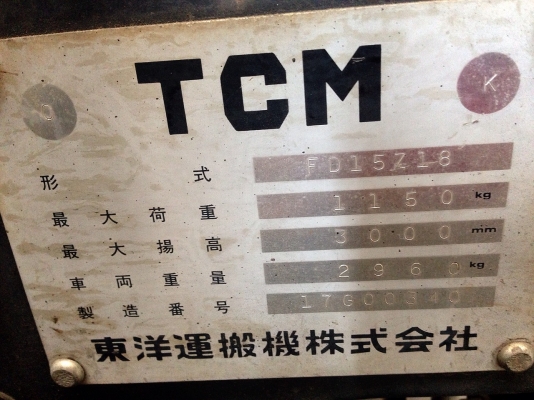 TCM
K
形式 FD15Z18
最大荷重 1150 kg
最大揚高 3000 mm
車両重量 2960 kg
製造番号 17G00340
東洋運搬機株式会社